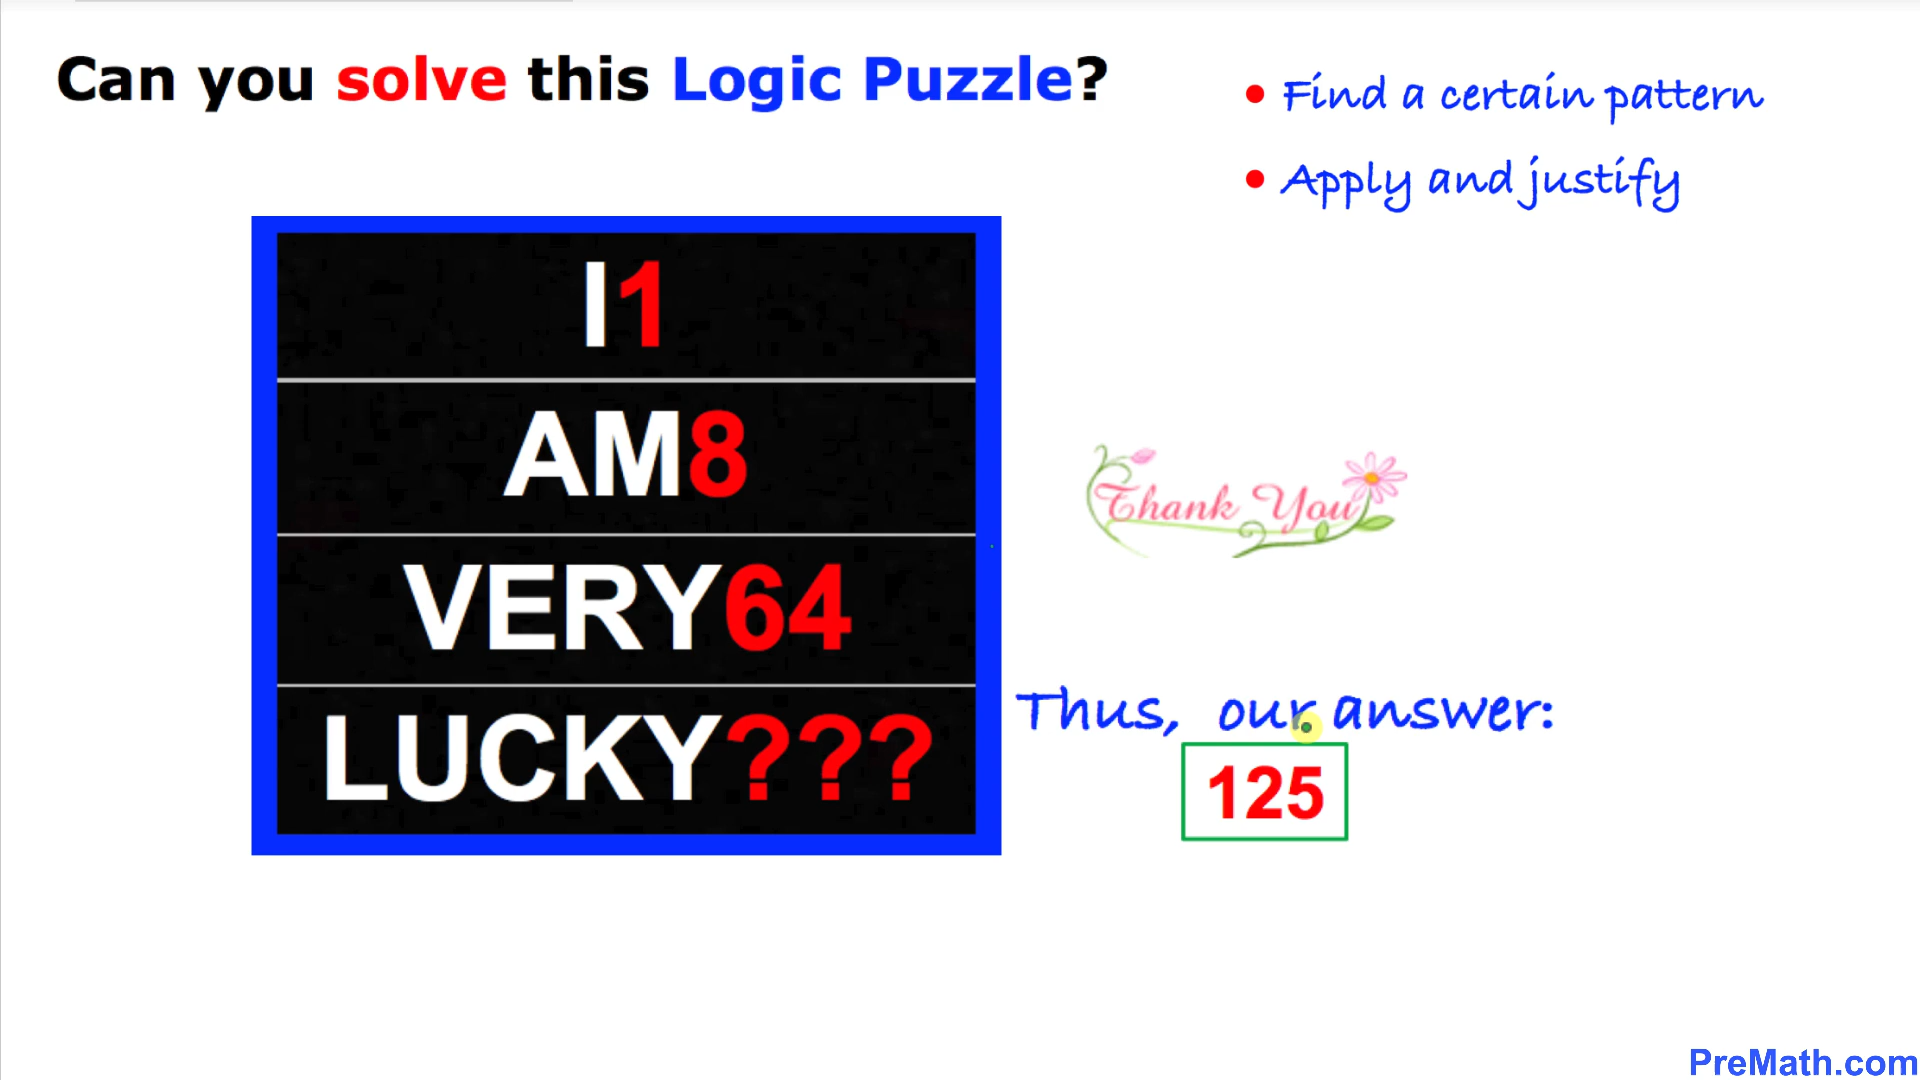 Can you solve this Logic Puzzle?
• Find a certain pattern
• Apply and justify
I1
AM8
VERY64
LUCKY???
Thank You
Thus, our answer:
125
PreMath.com